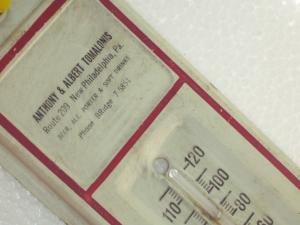 ANTHONY & ALBERT TOMALONIS
Route 209 New Philadelphia, Pa.
BEER, ALE, PORTER & SOFT DRINKS
Phone BRidge 7-5851
120
100
110
80
60